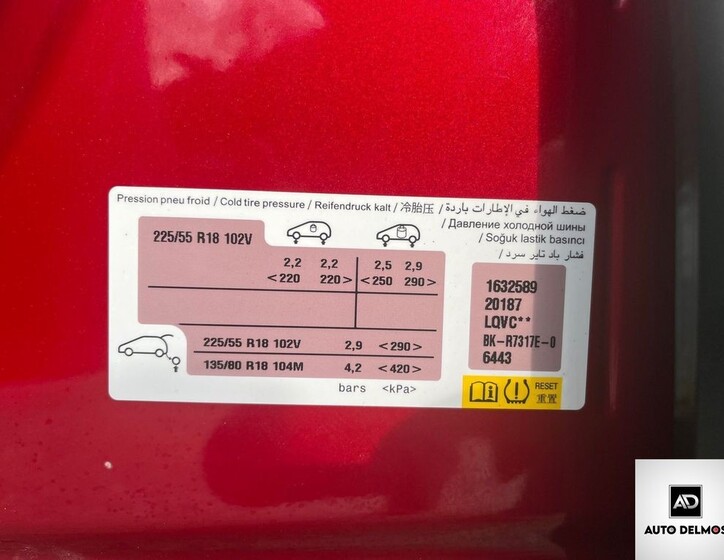 Pression pneu froid / Cold tire pressure / Reifendruck kalt / 冷胎压 / ضغط الهواء في الإطارات باردة
/ Давление холодной шины
/ Soğuk lastik basıncı
/ فشار باد تایر سرد
225/55 R18 102V
2,2 2,2 2,5 2,9
<220 220> <250 290>
225/55 R18 102V 2,9 <290>
135/80 R18 104M 4,2 <420>
bars <kPa>
1632589
20187
LQVC**
BK-R7317E-0
6443
RESET
重置
AD
AUTO DELMOS